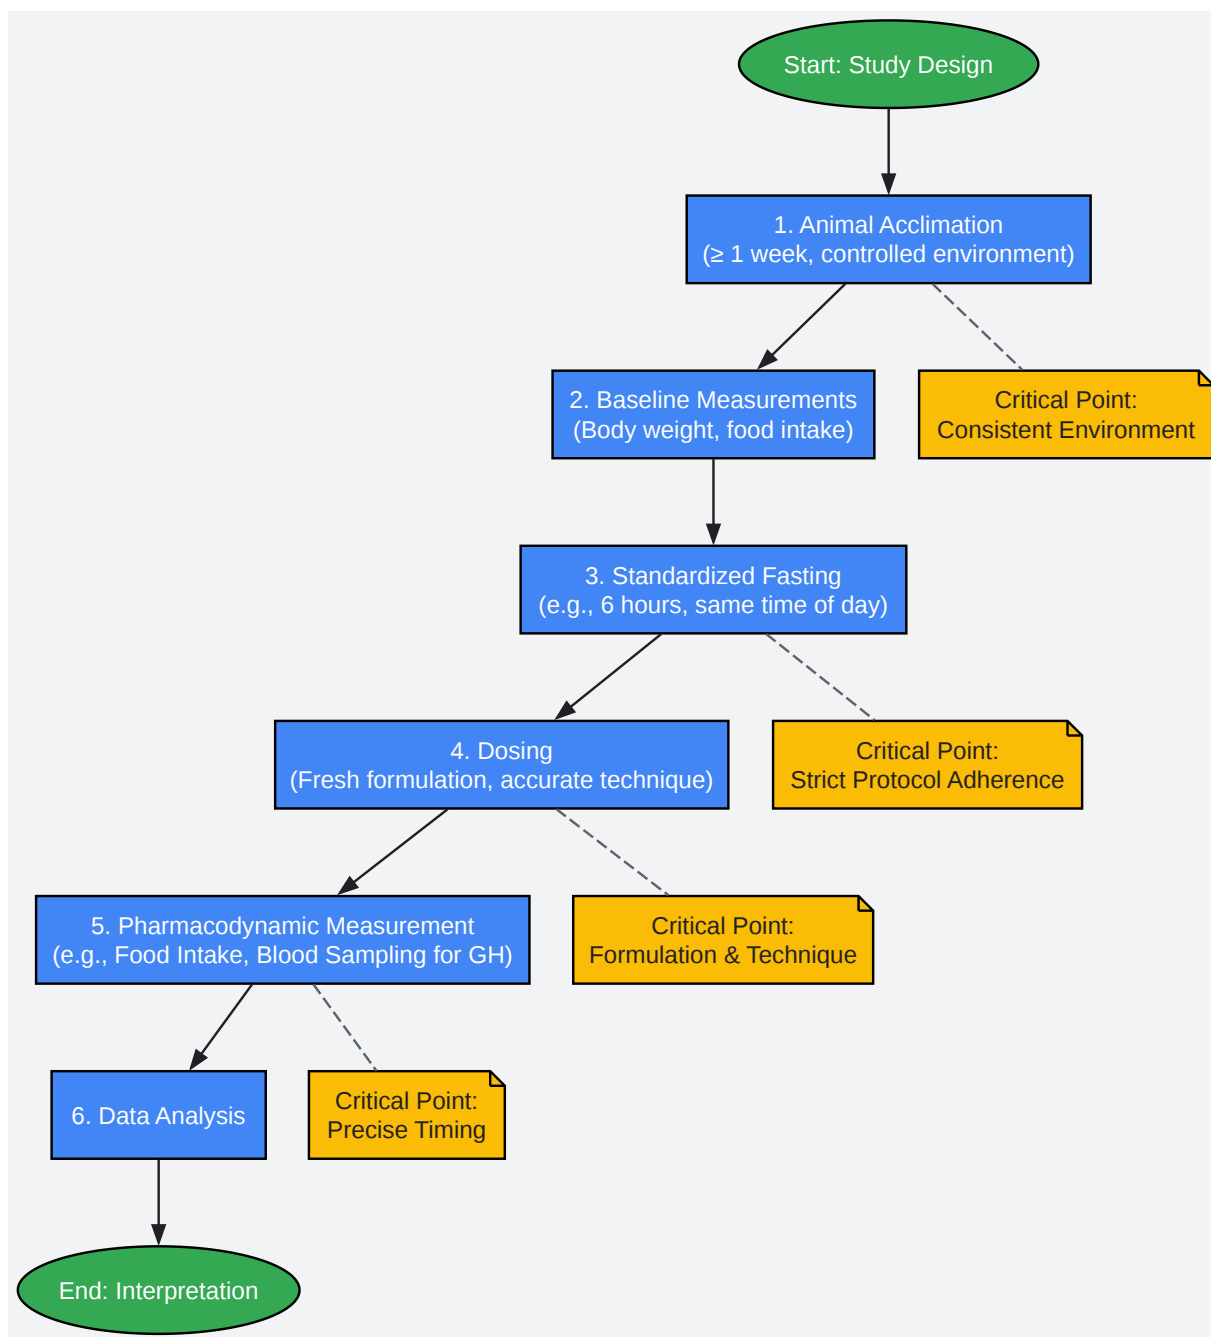 Start: Study Design
1. Animal Acclimation
(≥ 1 week, controlled environment)
2. Baseline Measurements
(Body weight, food intake)
Critical Point:
Consistent Environment
3. Standardized Fasting
(e.g., 6 hours, same time of day)
4. Dosing
(Fresh formulation, accurate technique)
Critical Point:
Strict Protocol Adherence
5. Pharmacodynamic Measurement
(e.g., Food Intake, Blood Sampling for GH)
Critical Point:
Formulation & Technique
6. Data Analysis
Critical Point:
Precise Timing
End: Interpretation